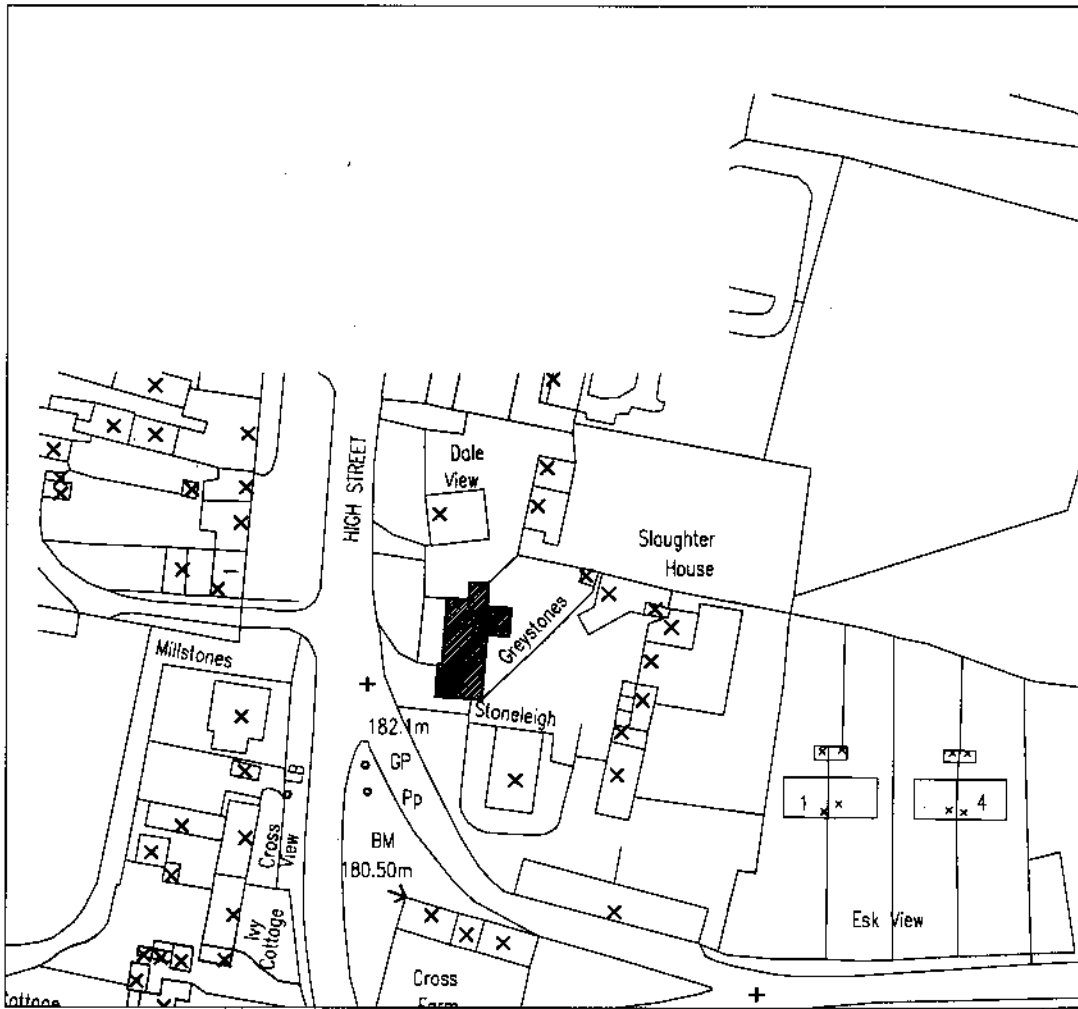 Dale
View
HIGH STREET
Slaughter
House
Greystones
Millstones
Stoneleigh
182.1m
GP
LB
Pp
1
4
Cross
View
BM
180.50m
Ivy
Cottage
Esk View
Cross
Farm
Cottage